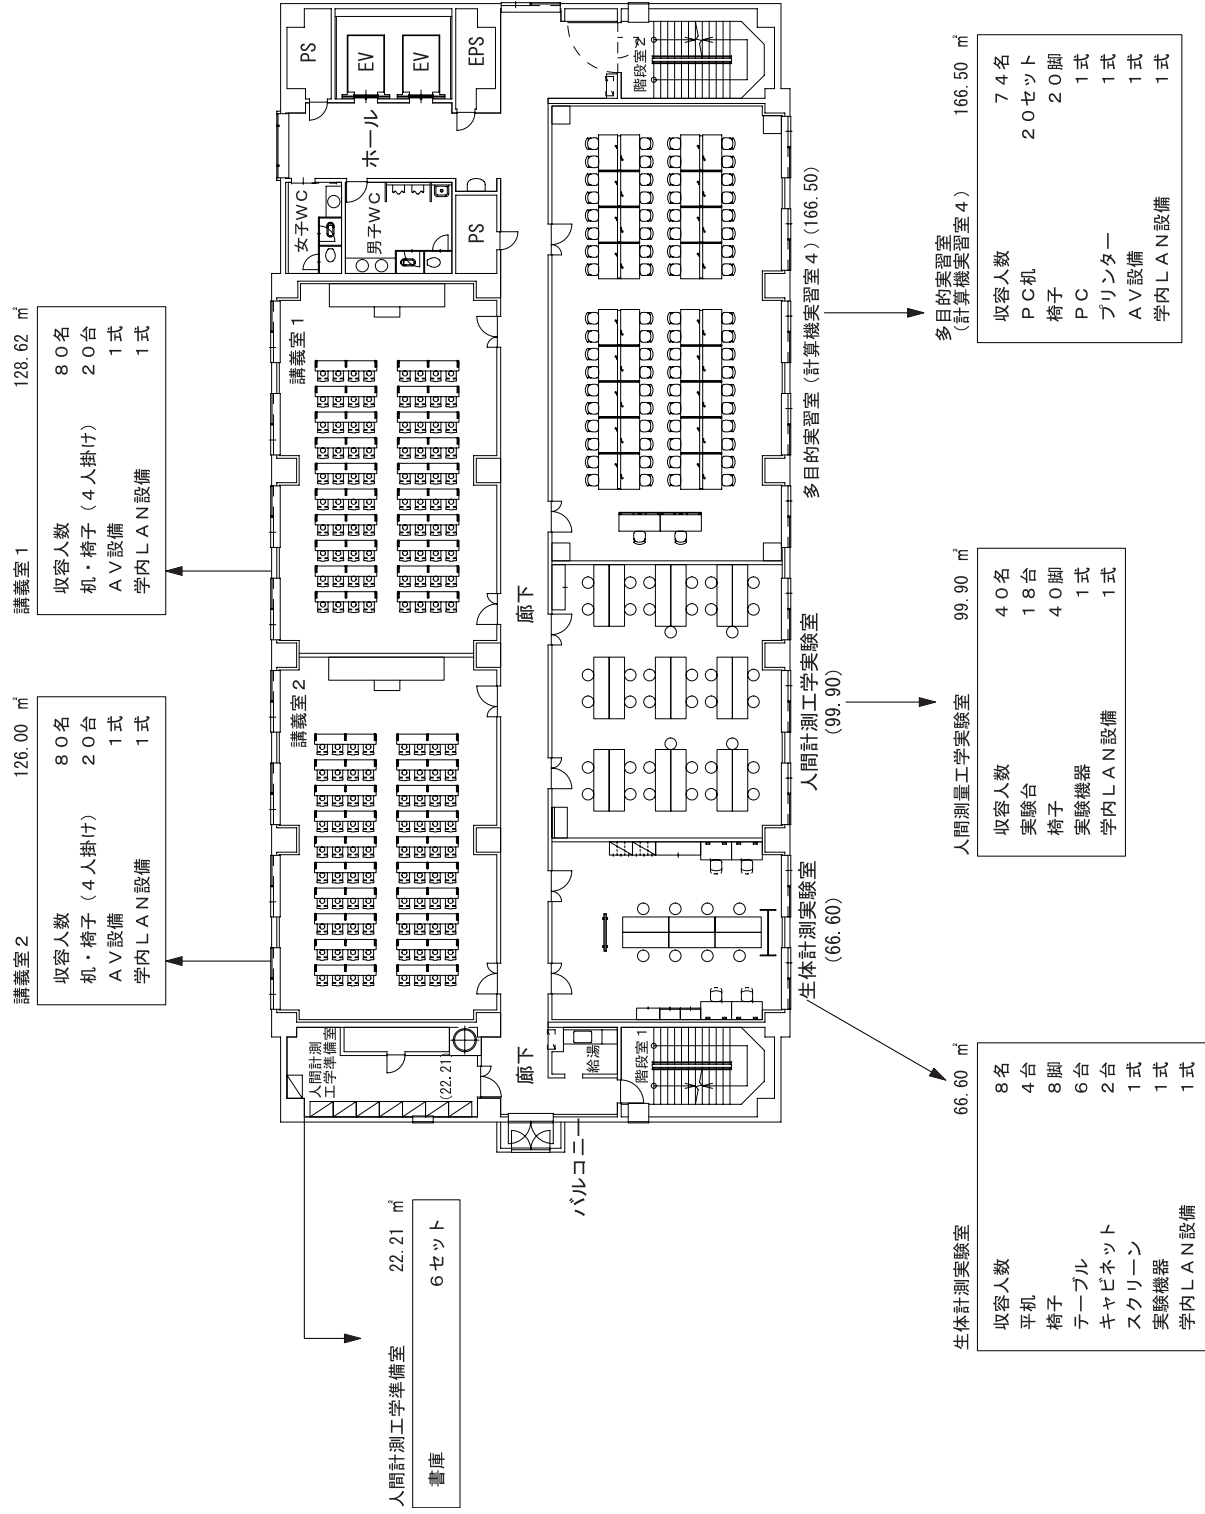 講義室２ 126.00 ㎡
収容人数 ８０名
机・椅子（４人掛け） ２０台
ＡＶ設備 １式
学内ＬＡＮ設備 １式
講義室１ 128.62 ㎡
収容人数 ８０名
机・椅子（４人掛け） ２０台
ＡＶ設備 １式
学内ＬＡＮ設備 １式
人間計測工学準備室 22.21 ㎡
書庫 ６セット
人間計測
工学準備室
(22.21)
講義室２
講義室１
女子ＷＣ
男子ＷＣ
PS
ホール
PS
EV
EV
EPS
廊下
廊下
バルコニー
給湯
階段室１
階段室２
生体計測実験室
(66.60)
人間計測工学実験室
(99.90)
多目的実習室（計算機実習室４）(166.50)
生体計測実験室 66.60 ㎡
収容人数 ８名
平机 ４台
椅子 ８脚
テーブル ６台
キャビネット ２台
スクリーン １式
実験機器 １式
学内ＬＡＮ設備 １式
人間測量工学実験室 99.90 ㎡
収容人数 ４０名
実験台 １８台
椅子 ４０脚
実験機器 １式
学内ＬＡＮ設備 １式
多目的実習室
（計算機実習室４） 166.50 ㎡
収容人数 ７４名
ＰＣ机 ２０セット
椅子 ２０脚
ＰＣ １式
プリンター １式
ＡＶ設備 １式
学内ＬＡＮ設備 １式